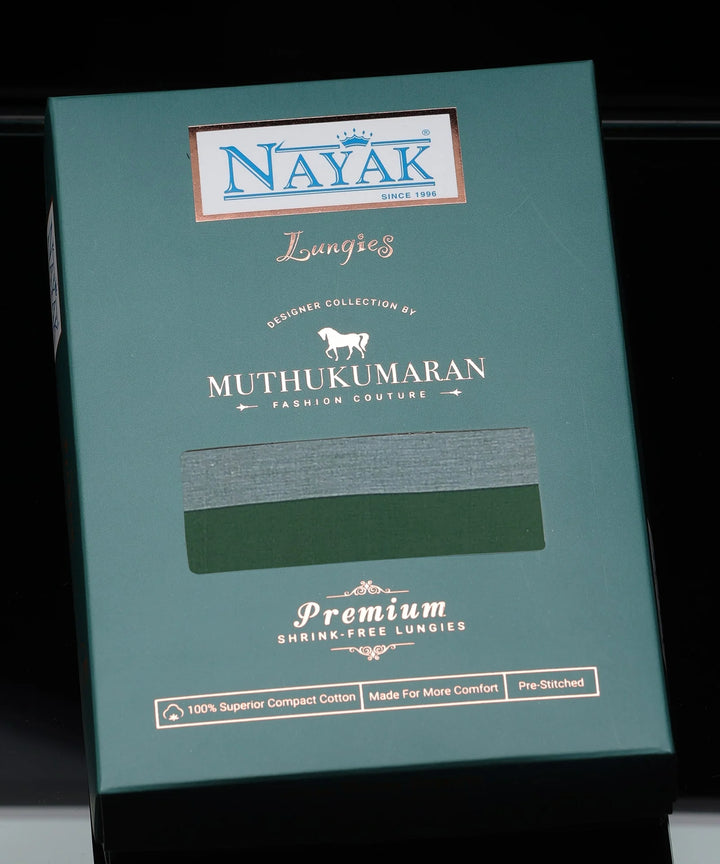 NAYAK®
SINCE 1996
Lungies
DESIGNER COLLECTION BY
MUTHUKUMARAN
FASHION COUTURE
Premium
SHRINK-FREE LUNGIES
100% Superior Compact Cotton
Made For More Comfort
Pre-Stitched